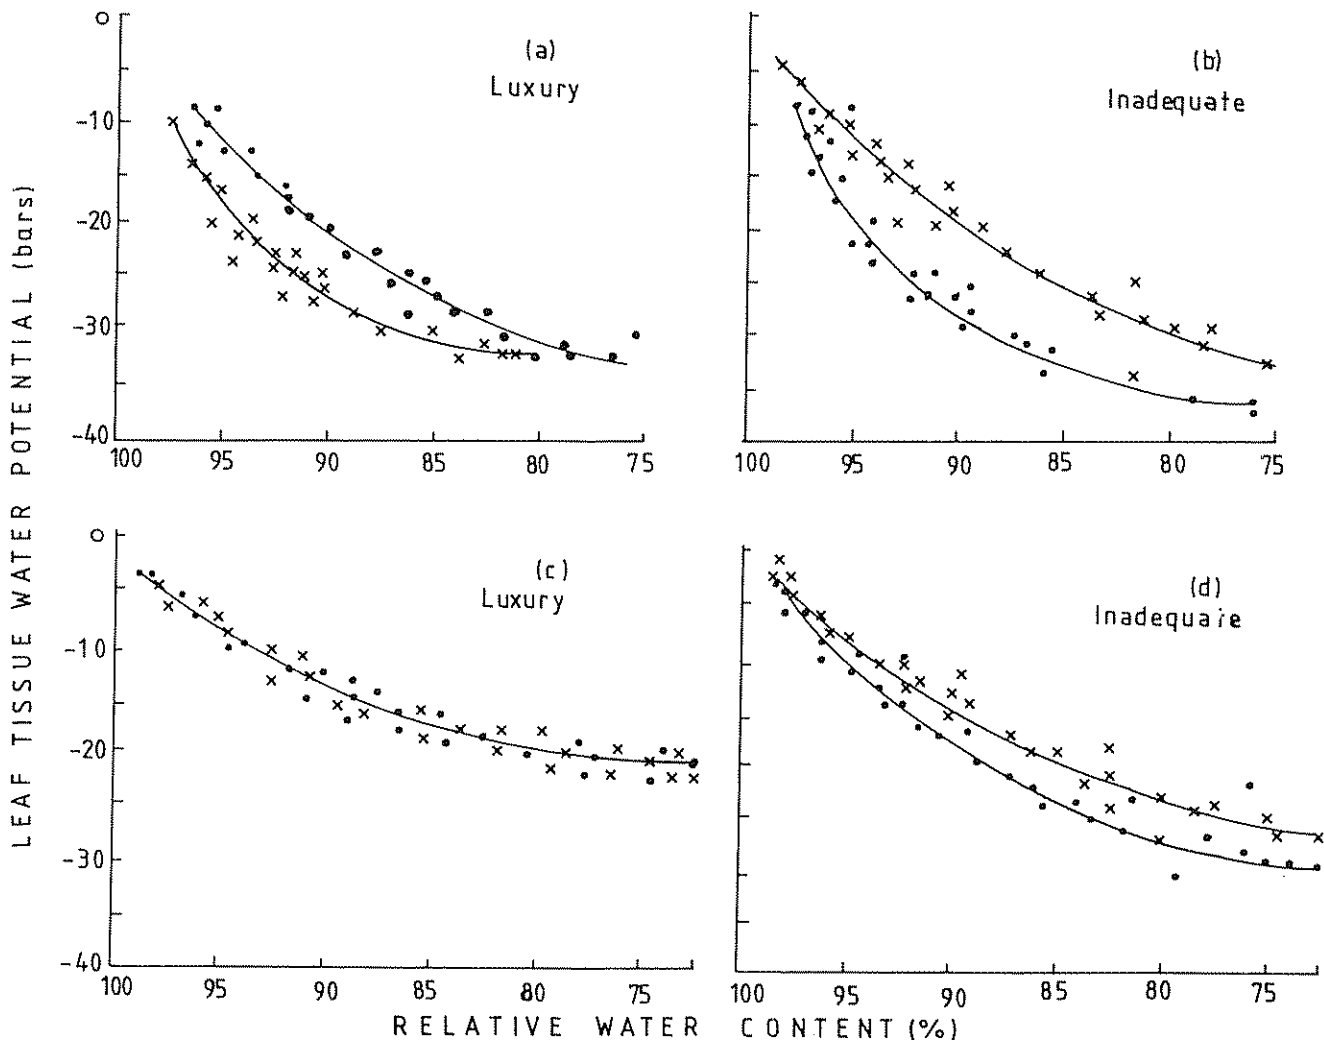 0
(a)
Luxury
(b)
Inadequate
-10
-20
-30
-40
100 95 90 85 80 75
100 95 90 85 80 75
0
(c)
Luxury
(d)
Inadequate
-10
-20
-30
-40
100 95 90 85 80 75
100 95 90 85 80 75
LEAF TISSUE WATER POTENTIAL (bars)
RELATIVE WATER CONTENT (%)